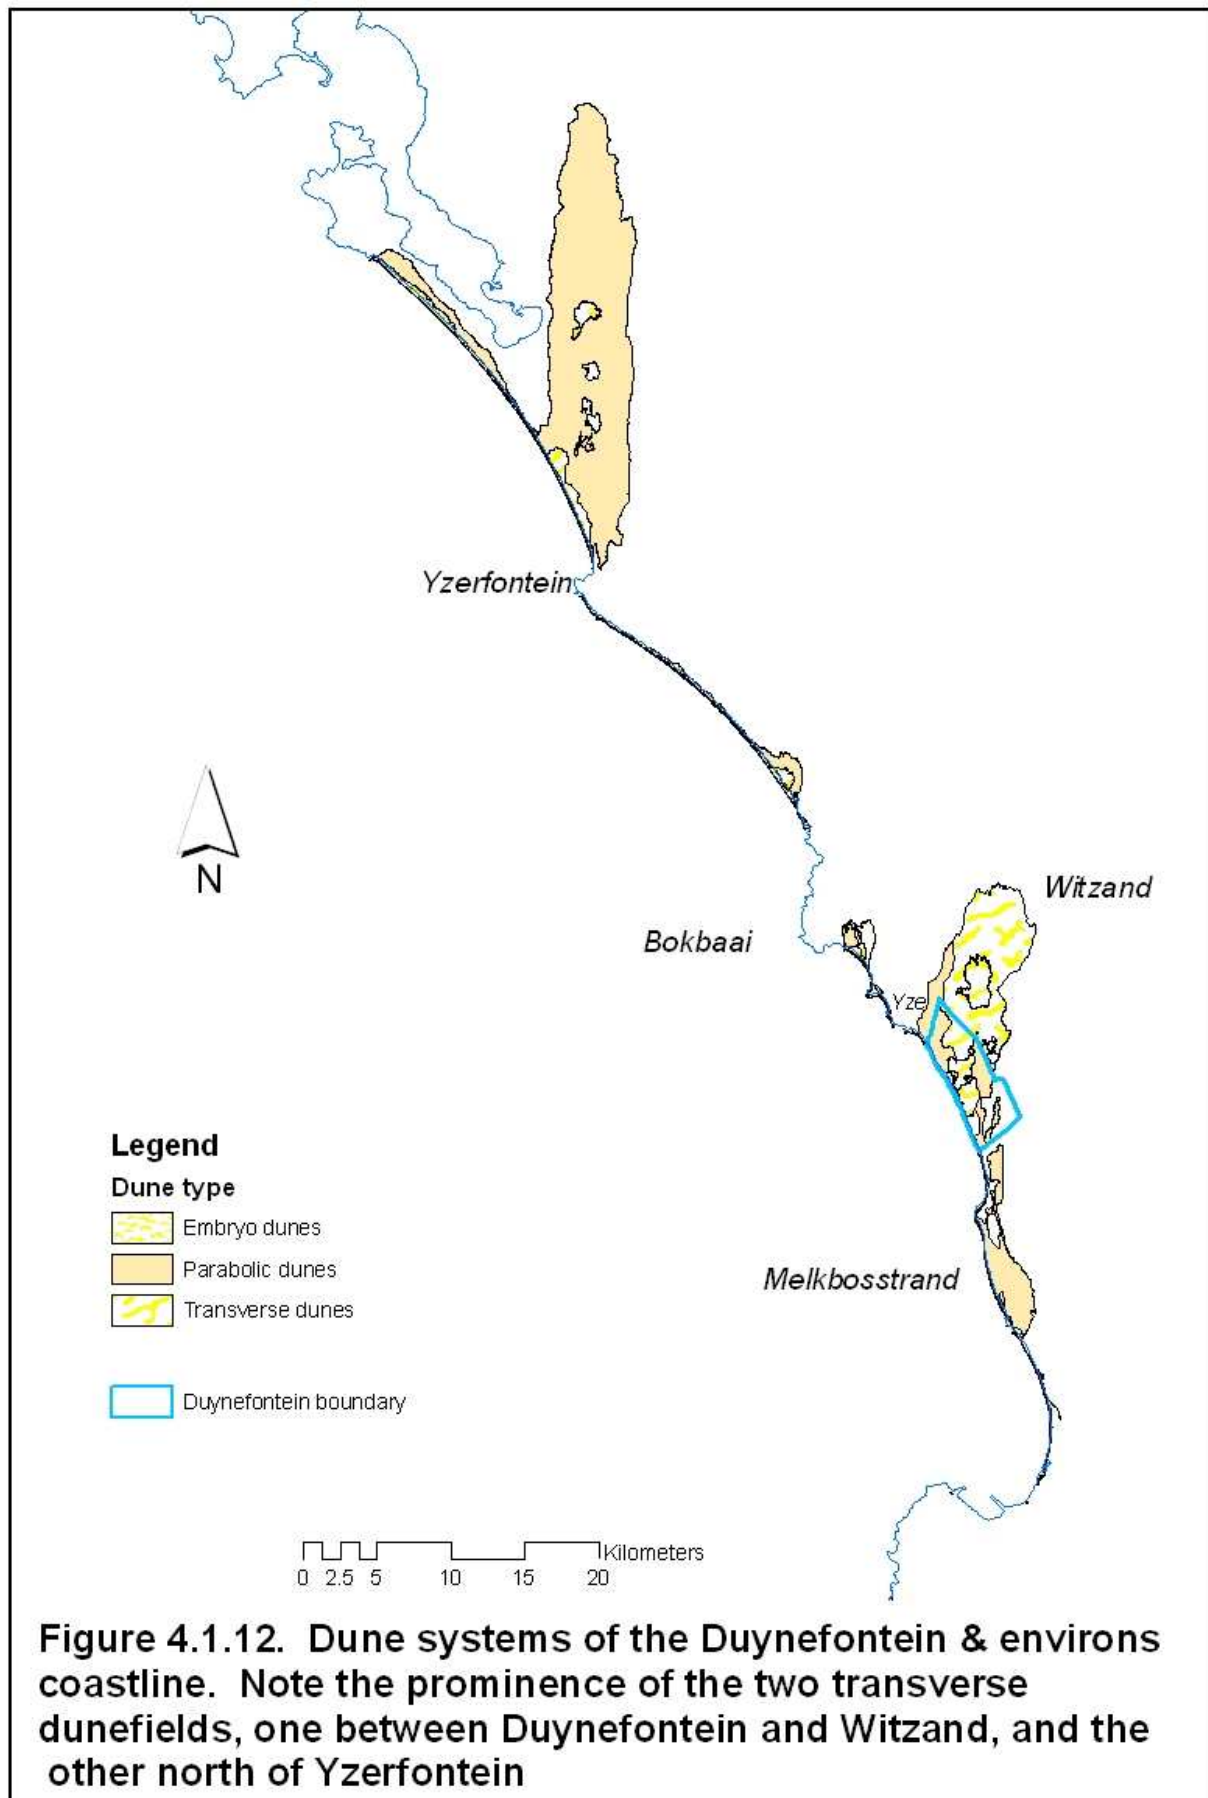 Yzerfontein
N
Witzand
Bokbaai
Yze
Legend
Dune type
Embryo dunes
Parabolic dunes
Transverse dunes
Melkbosstrand
Duynefontein boundary
Kilometers
0 2.5 5 10 15 20
Figure 4.1.12. Dune systems of the Duynefontein & environs
coastline. Note the prominence of the two transverse
dunefields, one between Duynefontein and Witzand, and the
other north of Yzerfontein